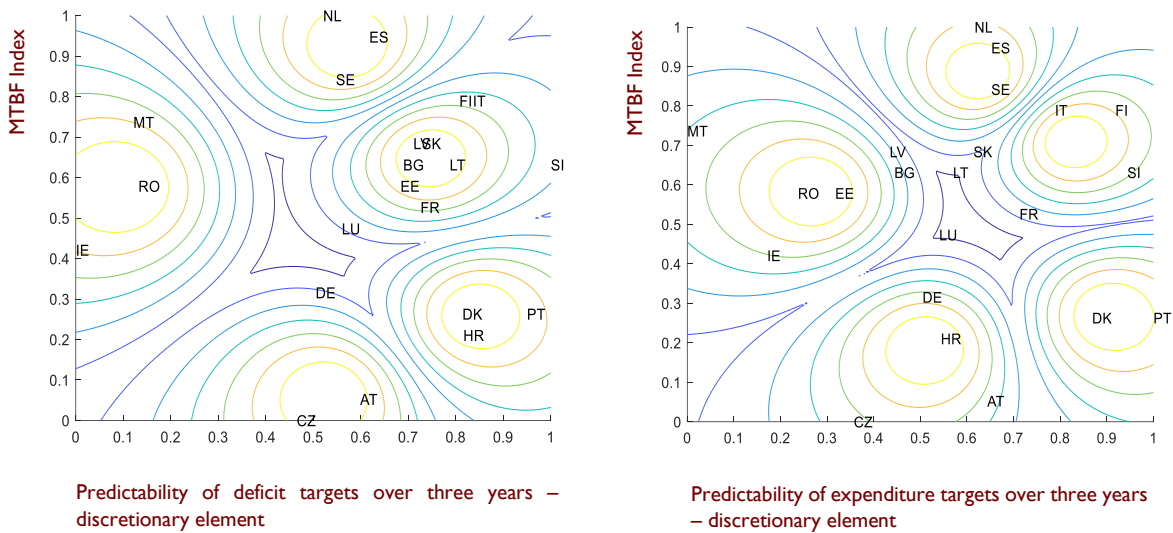 MTBF Index
1
0.9
0.8
0.7
0.6
0.5
0.4
0.3
0.2
0.1
0
NL
ES
SE
FIIT
MT
LV
SK
BG
LT
SI
RO
EE
FR
LU
IE
DE
DK
PT
HR
AT
CZ
0 0.1 0.2 0.3 0.4 0.5 0.6 0.7 0.8 0.9 1
Predictability of deficit targets over three years –
discretionary element
MTBF Index
1
0.9
0.8
0.7
0.6
0.5
0.4
0.3
0.2
0.1
0
NL
ES
SE
IT
FI
MT
LV
SK
BG
LT
SI
RO
EE
FR
LU
IE
DE
DK
PT
HR
AT
CZ
0 0.1 0.2 0.3 0.4 0.5 0.6 0.7 0.8 0.9 1
Predictability of expenditure targets over three years
– discretionary element